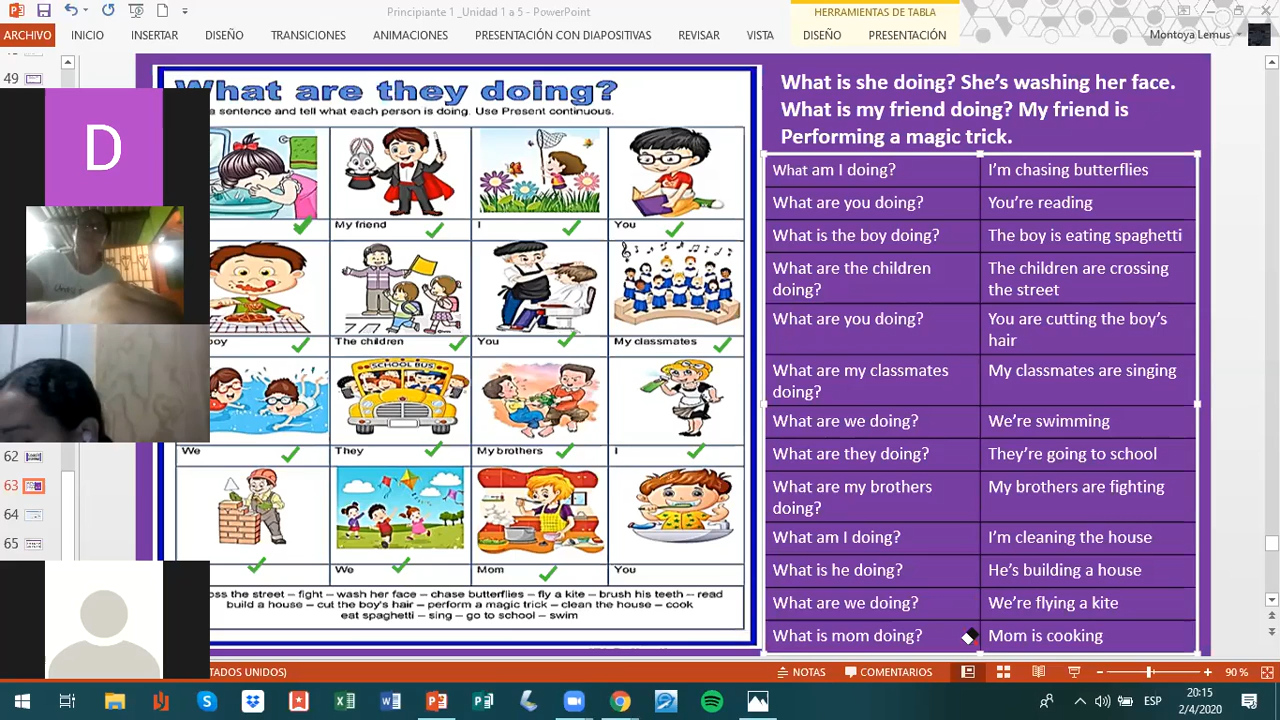 Principiante 1 _Unidad 1 a 5 - PowerPoint
HERRAMIENTAS DE TABLA
ARCHIVO INICIO INSERTAR DISEÑO TRANSICIONES ANIMACIONES PRESENTACIÓN CON DIAPOSITIVAS REVISAR VISTA DISEÑO PRESENTACIÓN Montoya Lemus
49
D
62
63
64
65
What are they doing?
a sentence and tell what each person is doing. Use Present continuous.
My friend I You
boy The children You My classmates
SCHOOL BUS
We They My brothers I
We Mom You
oss the street – fight – wash her face – chase butterflies – fly a kite – brush his teeth – read
build a house – cut the boy's hair – perform a magic trick – clean the house – cook
eat spaghetti – sing – go to school – swim
What is she doing? She's washing her face.
What is my friend doing? My friend is
Performing a magic trick.
What am I doing? I'm chasing butterflies
What are you doing? You're reading
What is the boy doing? The boy is eating spaghetti
What are the children
doing?
The children are crossing
the street
What are you doing? You are cutting the boy's
hair
What are my classmates
doing?
My classmates are singing
What are we doing? We're swimming
What are they doing? They're going to school
What are my brothers
doing?
My brothers are fighting
What am I doing? I'm cleaning the house
What is he doing? He's building a house
What are we doing? We're flying a kite
What is mom doing? Mom is cooking
TADOS UNIDOS) NOTAS COMENTARIOS 90 %
ESP
20:15
2/4/2020